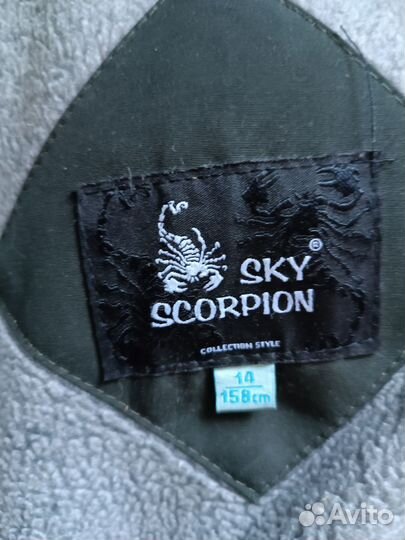 SKY ®
SCORPION
COLLECTION STYLE
14
158cm
Avito